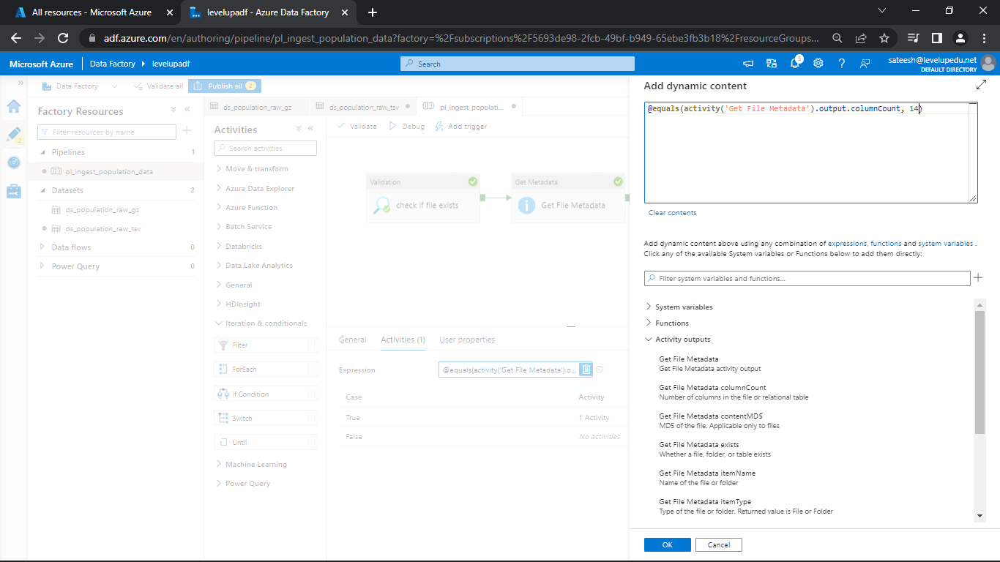 All resources - Microsoft Azure
levelupadf - Azure Data Factory
adf.azure.com/en/authoring/pipeline/pl_ingest_population_data?factory=%2Fsubscriptions%2F5693de98-2fcb-49bf-b949-65ebe3fb3b18%2FresourceGroups...
Microsoft Azure
Data Factory
levelupadf
Search
5
sateesh@levelupedu.net
DEFAULT DIRECTORY
Data Factory
Validate all
Publish all
2
2
Factory Resources
Filter resources by name
Pipelines
1
pl_ingest_population_data
Datasets
2
ds_population_raw_gz
ds_population_raw_tsv
Data flows
0
Power Query
0
ds_population_raw_gz
ds_population_raw_tsv
pl_ingest_populati...
Activities
Search activities
Move & transform
Azure Data Explorer
Azure Function
Batch Service
Databricks
Data Lake Analytics
General
HDInsight
Iteration & conditionals
Filter
ForEach
If Condition
Switch
Until
Machine Learning
Power Query
Validate
Debug
Add trigger
Validation
check if file exists
Get Metadata
Get File Metadata
General
Activities (1)
User properties
Expression
@equals(activity('Get File Metadata').o...
Case
Activity
True
1 Activity
False
No activities
Add dynamic content
@equals(activity('Get File Metadata').output.columnCount, 14)
Clear contents
Add dynamic content above using any combination of expressions, functions and system variables .
Click any of the available System variables or Functions below to add them directly:
Filter system variables and functions...
System variables
Functions
Activity outputs
Get File Metadata
Get File Metadata activity output
Get File Metadata columnCount
Number of columns in the file or relational table
Get File Metadata contentMD5
MD5 of the file. Applicable only to files
Get File Metadata exists
Whether a file, folder, or table exists
Get File Metadata itemName
Name of the file or folder
Get File Metadata itemType
Type of the file or folder. Returned value is File or Folder
OK
Cancel